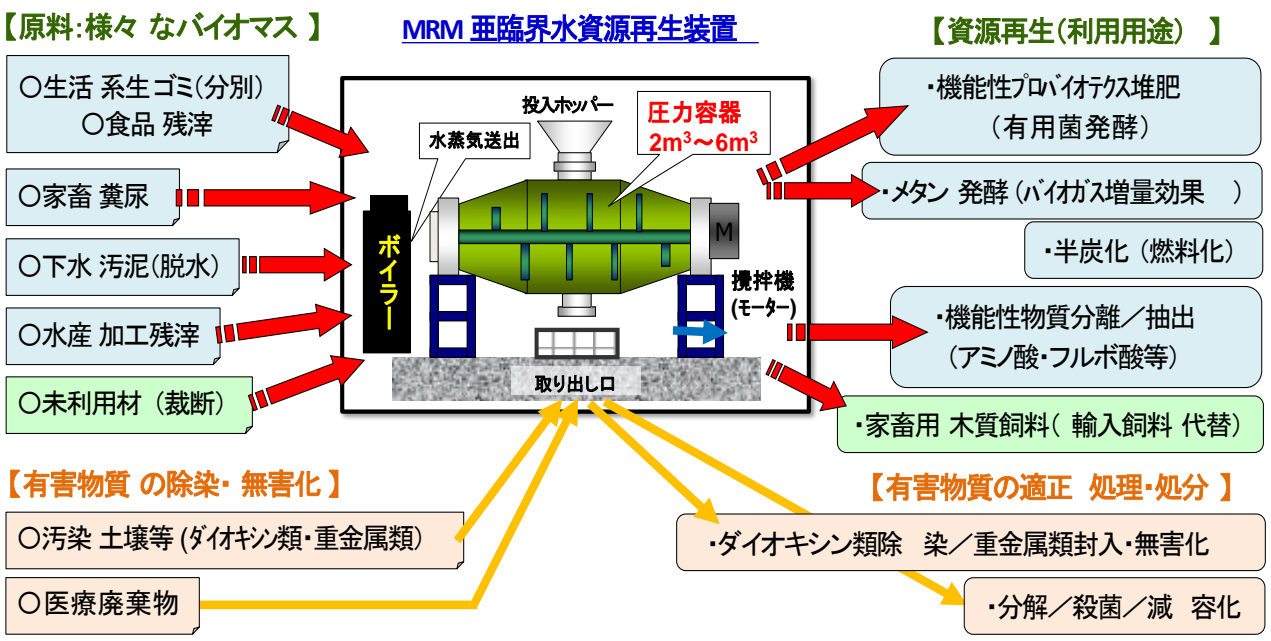 【原料:様々 なバイオマス 】
MRM 亜臨界水資源再生装置
【資源再生(利用用途) 】
〇生活 系生ゴミ(分別)
〇食品 残滓
〇家畜 糞尿
〇下水 汚泥(脱水)
〇水産 加工残滓
〇未利用材 (裁断)
投入ホッパー
圧力容器
2m³～6m³
水蒸気送出
ボイラー
M
攪拌機
(モーター)
取り出し口
・機能性プロバイオテクス堆肥
(有用菌発酵)
・メタン 発酵 (バイオガス増量効果 )
・半炭化 (燃料化)
・機能性物質分離／抽出
(アミノ酸・フルボ酸等)
・家畜用 木質飼料( 輸入飼料 代替)
【有害物質 の除染・ 無害化 】
〇汚染 土壌等 (ダイオキシン類・重金属類)
〇医療廃棄物
【有害物質の適正 処理・処分 】
・ダイオキシン類除 染／重金属類封入・無害化
・分解／殺菌／減 容化